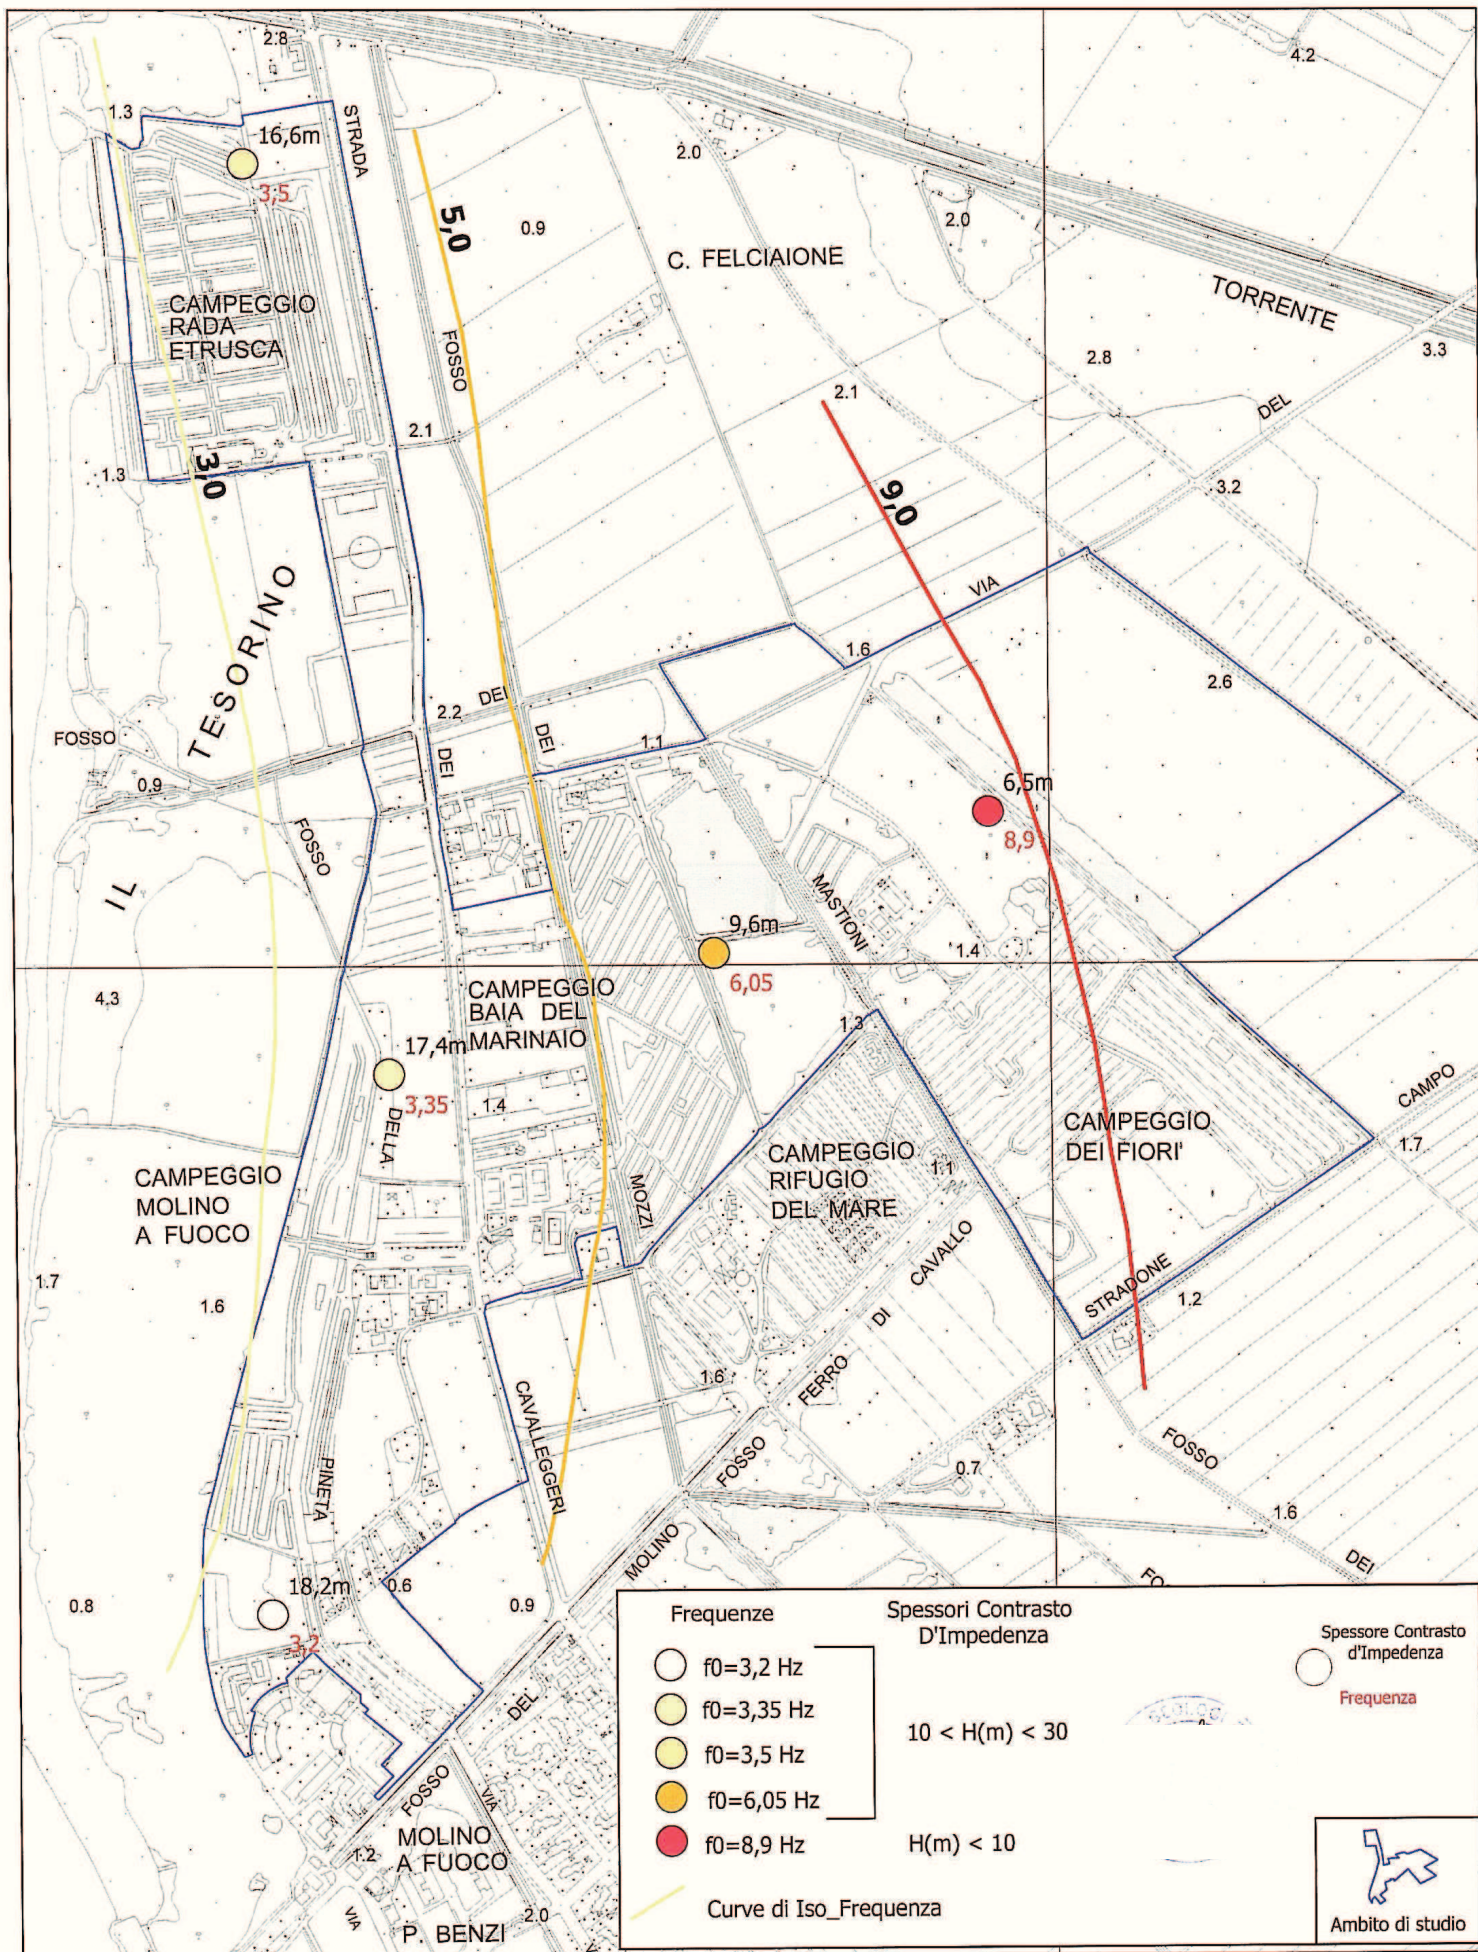 2.8
4.2
1.3
STRADA
16,6m
3,5
2.0
2.0
5,0
0.9
C. FELCIAIONE
TORRENTE
CAMPEGGIO
RADA
ETRUSCA
FOSSO
2.8
3.3
2.1
DEL
2.1
1.3
3,0
9,0
3.2
IL TESORINO
VIA
1.6
2.6
DEI
2.2
FOSSO
DEI
DEI
1.1
0.9
6,5m
8,9
FOSSO
MASTIONI
9,6m
6,05
1.4
4.3
CAMPEGGIO
BAIA DEL
MARINAIO
1.3
17,4m
3,35
1.4
DELLA
CAMPO
1.7
CAMPEGGIO
DEI FIORI
CAMPEGGIO
RIFUGIO
DEL MARE
1.1
CAMPEGGIO
MOLINO
A FUOCO
MOZZI
CAVALLO
1.7
1.6
DI
STRADONE
1.2
FERRO
1.6
CAVALLEGGERI
FOSSO
FOSSO
PINETA
0.7
1.6
MOLINO
DEI
FO
18,2m
3,2
0.6
0.8
0.9
DEL
FOSSO
VIA
MOLINO
A FUOCO
1.2
VIA
P. BENZI
2.0
Frequenze
f0=3,2 Hz
f0=3,35 Hz
f0=3,5 Hz
f0=6,05 Hz
f0=8,9 Hz
Curve di Iso_Frequenza
Spessori Contrasto
D'Impedenza
10 < H(m) < 30
H(m) < 10
Spessore Contrasto
d'Impedenza
Frequenza
Ambito di studio